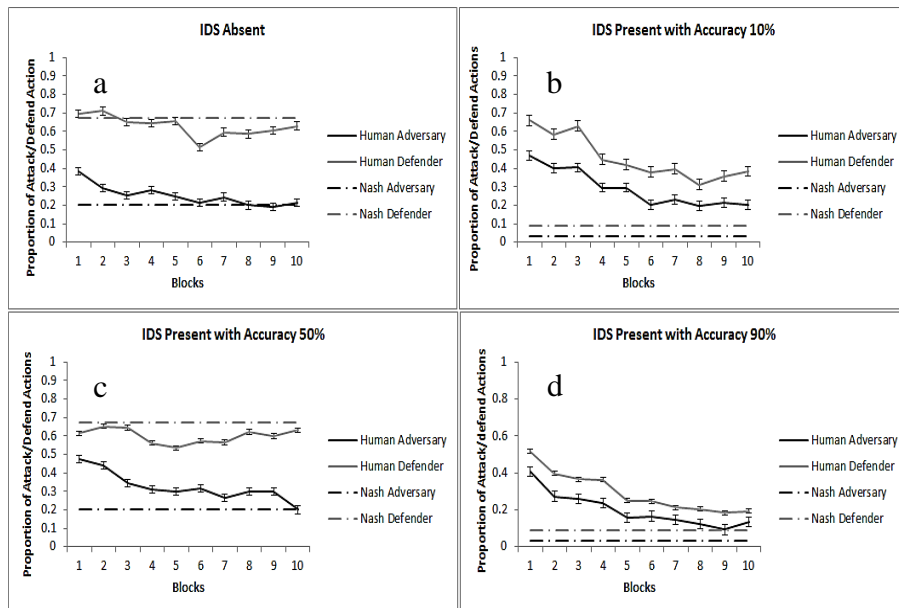 IDS Absent
a
Proportion of Attack/Defend Actions
1
0.9
0.8
0.7
0.6
0.5
0.4
0.3
0.2
0.1
0
1 2 3 4 5 6 7 8 9 10
Blocks
Human Adversary
Human Defender
Nash Adversary
Nash Defender
IDS Present with Accuracy 10%
b
Proportion of Attack/Defend Actions
1
0.9
0.8
0.7
0.6
0.5
0.4
0.3
0.2
0.1
0
1 2 3 4 5 6 7 8 9 10
Blocks
Human Adversary
Human Defender
Nash Adversary
Nash Defender
IDS Present with Accuracy 50%
c
Proportion of Attack/Defend Actions
1
0.9
0.8
0.7
0.6
0.5
0.4
0.3
0.2
0.1
0
1 2 3 4 5 6 7 8 9 10
Blocks
Human Adversary
Human Defender
Nash Adversary
Nash Defender
IDS Present with Accuracy 90%
d
Proportion of Attack/defend Actions
1
0.8
0.6
0.4
0.2
0
1 2 3 4 5 6 7 8 9 10
Blocks
Human Adversary
Human Defender
Nash Adversary
Nash Defender